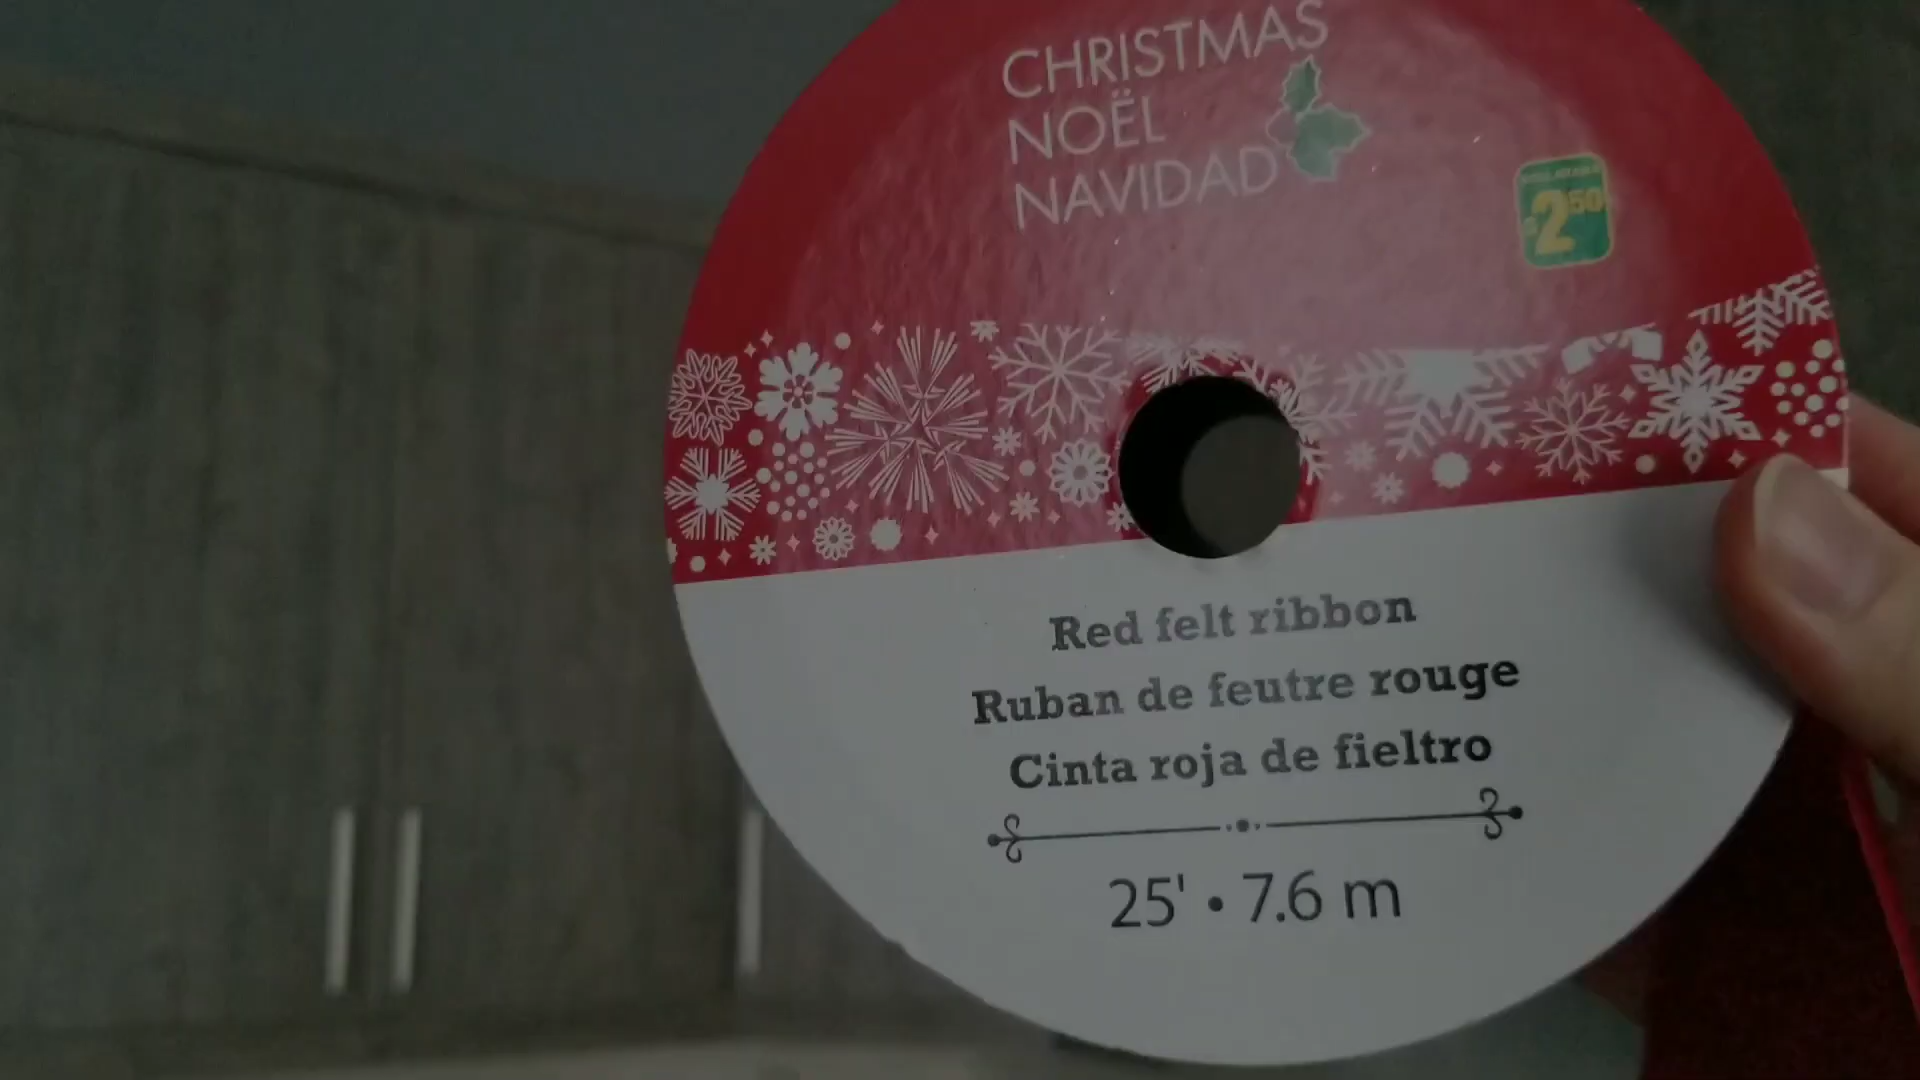 CHRISTMAS
NOËL
NAVIDAD
$2.50
Red felt ribbon
Ruban de feutre rouge
Cinta roja de fieltro
25' • 7.6 m